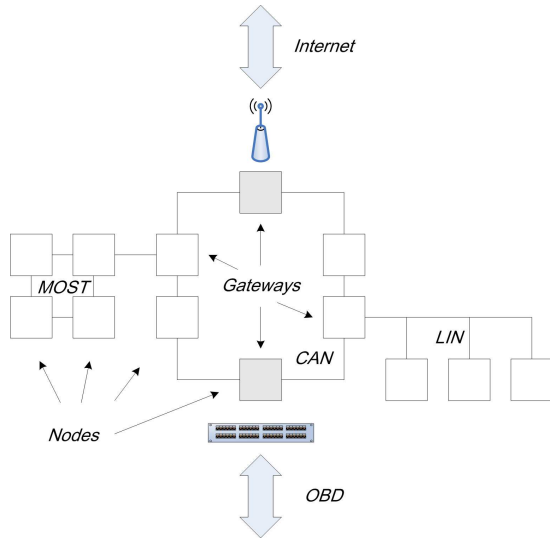 Internet
MOST
Gateways
CAN
LIN
Nodes
OBD